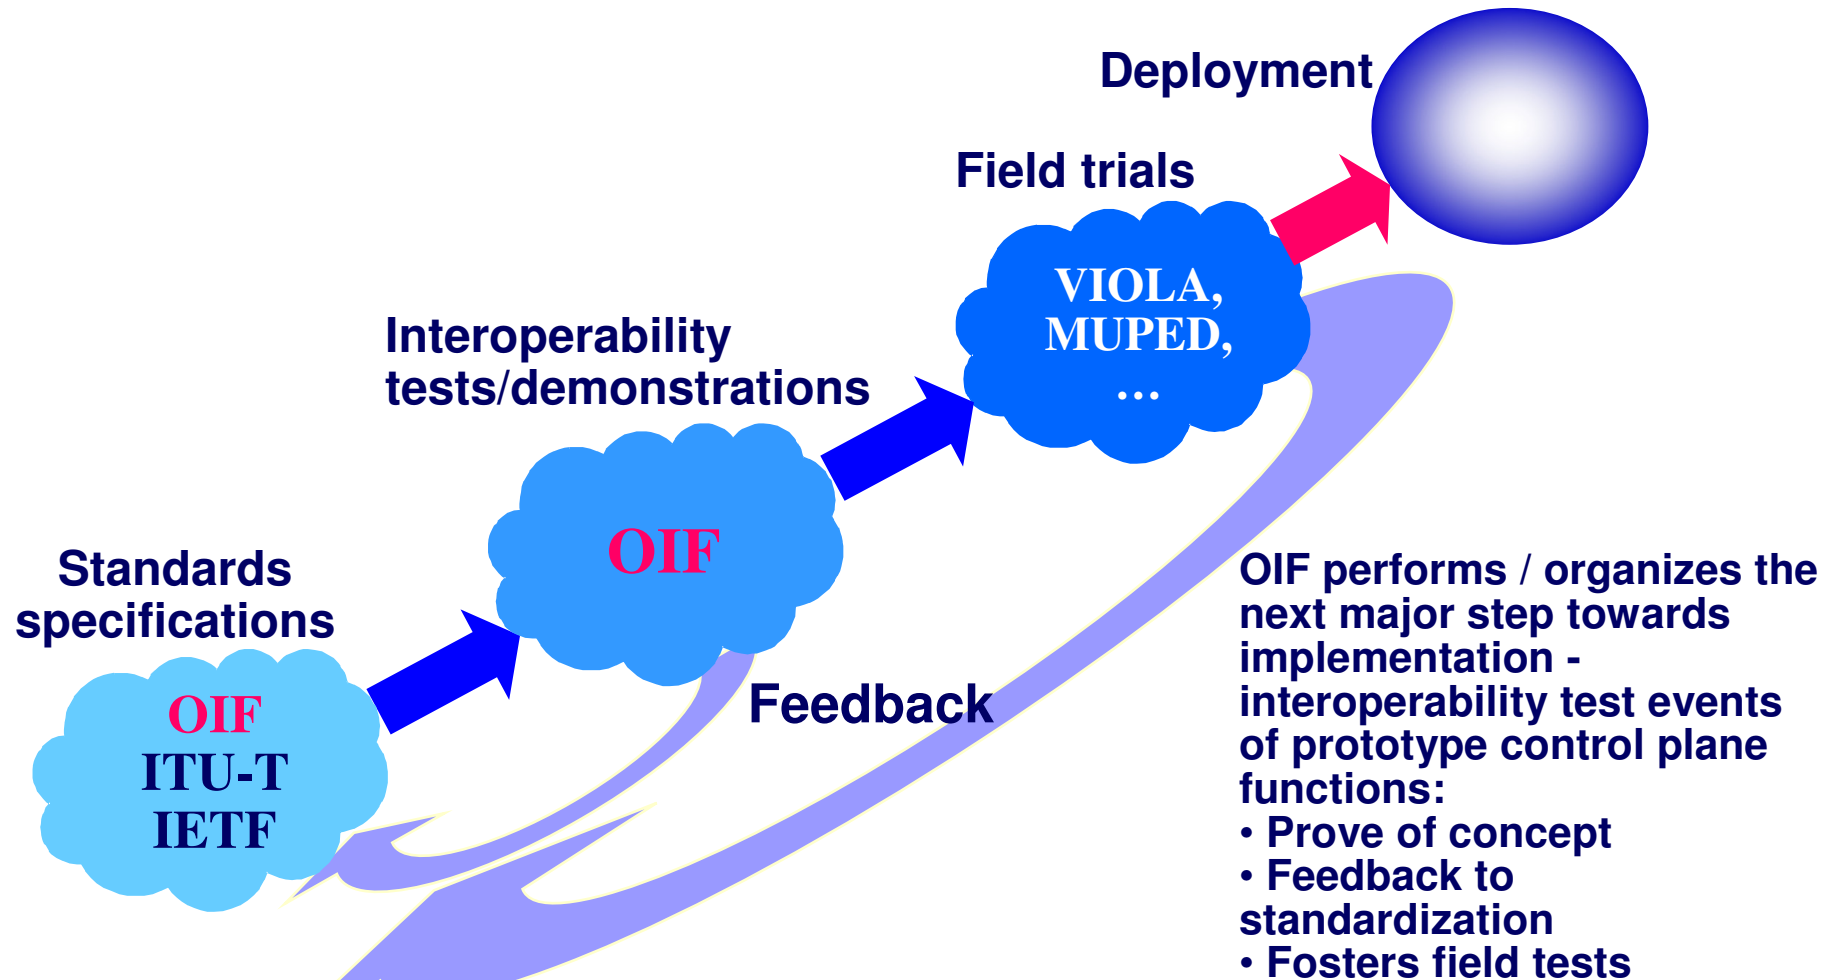 Deployment
Field trials
VIOLA,
MUPED,
...
Interoperability
tests/demonstrations
OIF
Standards
specifications
OIF
ITU-T
IETF
Feedback
OIF performs / organizes the
next major step towards
implementation -
interoperability test events
of prototype control plane
functions:
• Prove of concept
• Feedback to
standardization
• Fosters field tests